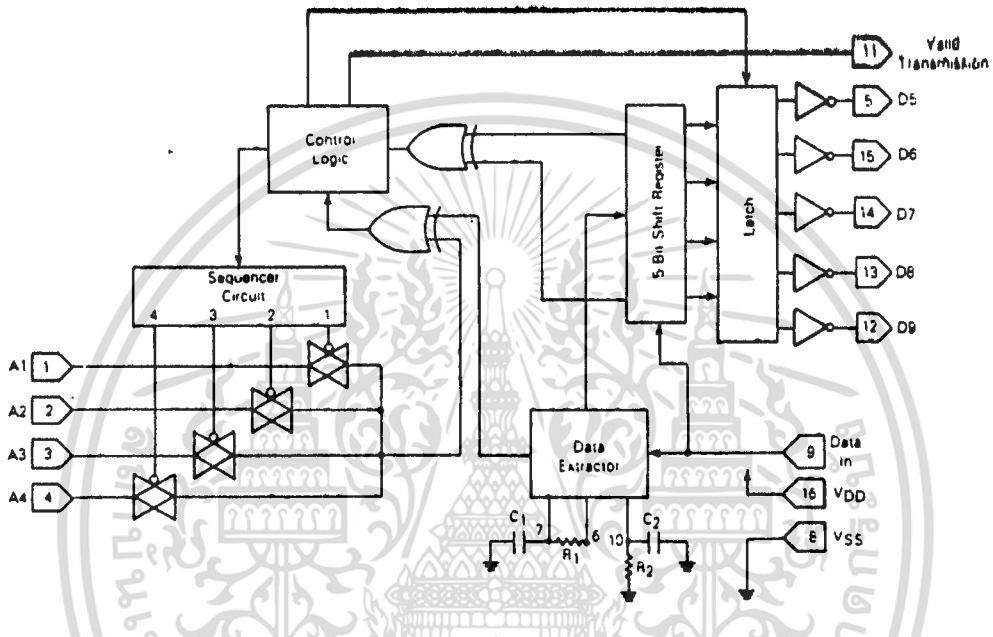 11
Valid
Transmission
5 D5
Control
Logic
15 D6
5 Bit Shift Register
Latch
14 D7
13 D8
Sequencer
Circuit
4 3 2 1
12 D9
A1 1
A2 2
Data
Extractor
9 Data
In
A3 3
16 VDD
A4 4
C1 7 R1 6 10 C2
R2
8 VSS